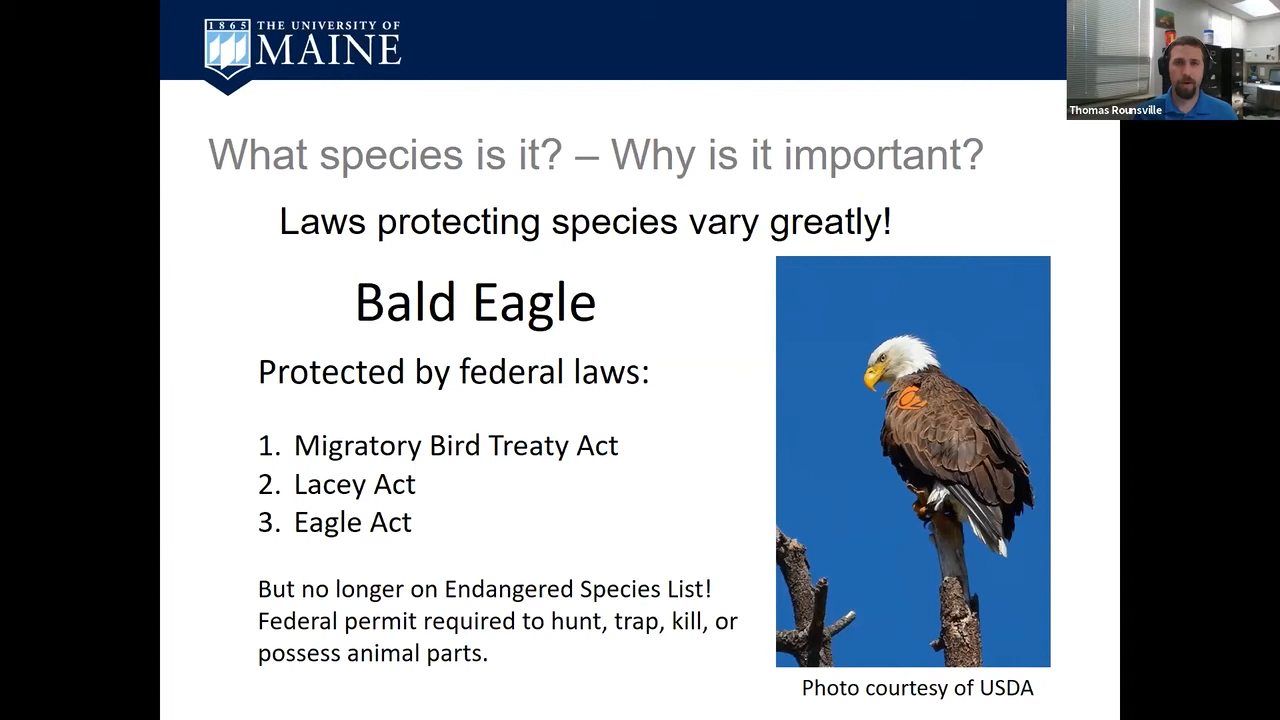 1865 THE UNIVERSITY OF
MAINE
Thomas Rounsville
What species is it? – Why is it important?
Laws protecting species vary greatly!
Bald Eagle
Protected by federal laws:
1. Migratory Bird Treaty Act
2. Lacey Act
3. Eagle Act
But no longer on Endangered Species List!
Federal permit required to hunt, trap, kill, or
possess animal parts.
Photo courtesy of USDA